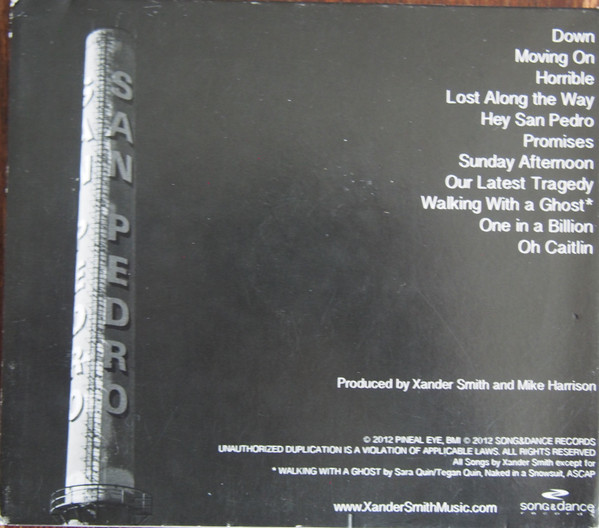 SAN PEDRO
SAN PEDRO
Down
Moving On
Horrible
Lost Along the Way
Hey San Pedro
Promises
Sunday Afternoon
Our Latest Tragedy
Walking With a Ghost*
One in a Billion
Oh Caitlin
Produced by Xander Smith and Mike Harrison
© 2012 PINEAL EYE, BMI © 2012 SONG&DANCE RECORDS
UNAUTHORIZED DUPLICATION IS A VIOLATION OF APPLICABLE LAWS. ALL RIGHTS RESERVED
All Songs by Xander Smith except for
* WALKING WITH A GHOST by Sara Quin/Tegan Quin, Naked in a Snowsuit, ASCAP
www.XanderSmithMusic.com
song&dance